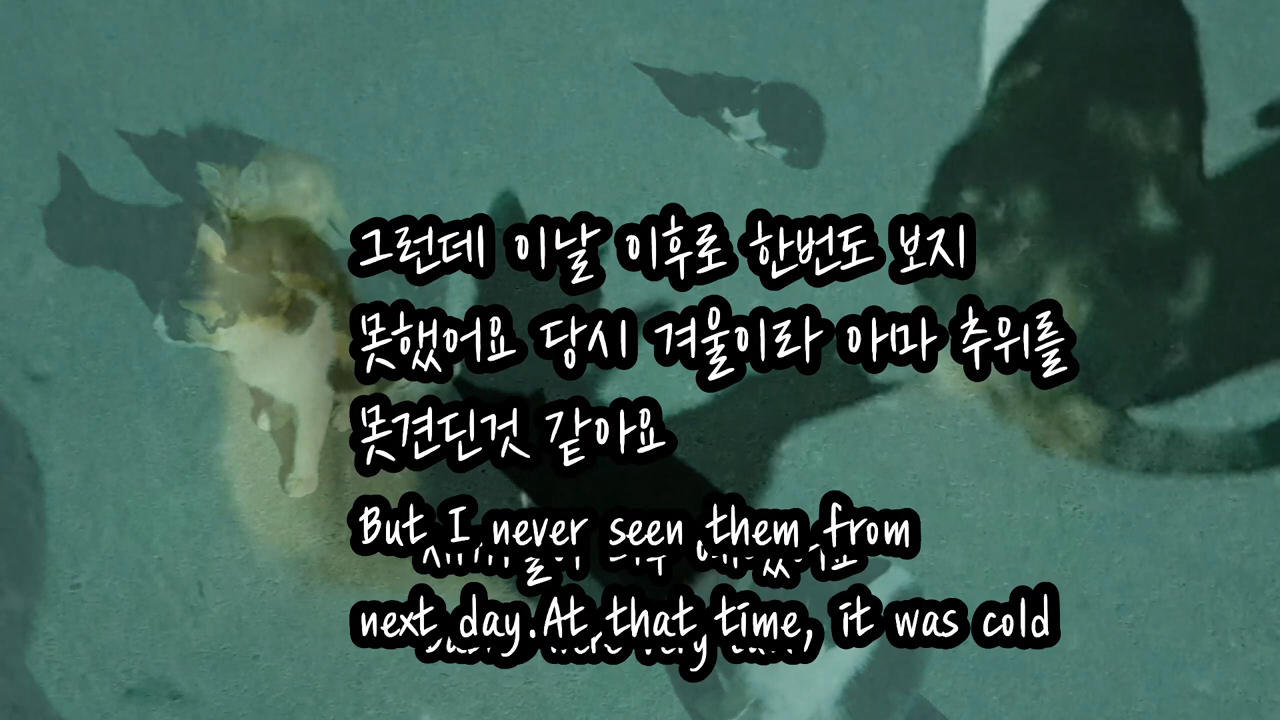 그런데 이날 이후로 한번도 보지
못했어요 당시 겨울이라 아마 추위를
못견딘것 같아요
But I never seen them from
next day.At that time, it was cold